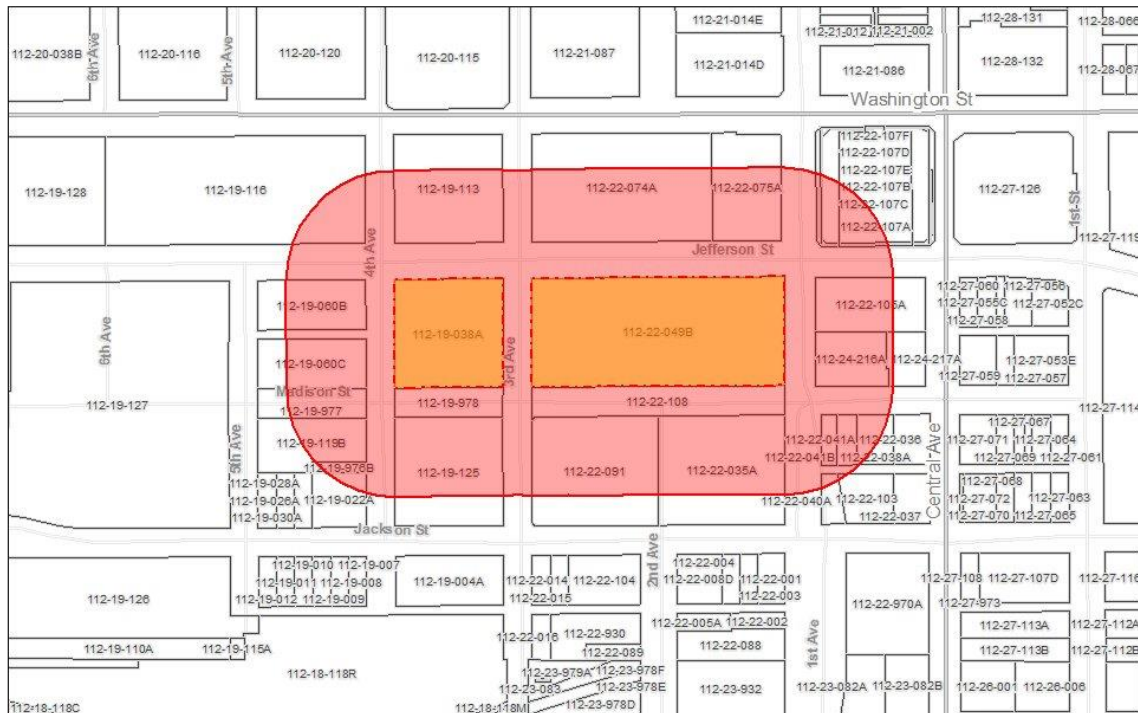 112-21-014E
112-28-131
112-28-066
112-20-038B
6th Ave
112-20-116
5th Ave
112-20-120
112-20-115
112-21-087
112-21-012
112-21-002
112-21-014D
112-21-086
112-28-132
112-28-067
Washington St
112-19-128
112-19-116
112-19-113
112-22-074A
112-22-075A
112-22-107F
112-22-107D
112-22-107E
112-22-107B
112-22-107C
112-22-107A
112-27-126
1st St
112-27-119
4th Ave
Jefferson St
112-19-060B
112-19-038A
3rd Ave
112-22-049B
112-22-105A
112-27-060
112-27-056
112-27-055C
112-27-052C
112-27-058
6th Ave
112-19-060C
112-24-216A
112-24-217A
112-27-053E
112-27-059
112-27-057
Madison St
112-19-127
112-19-977
112-19-978
112-22-108
112-27-114
5th Ave
112-19-119B
112-19-976B
112-19-125
112-22-091
112-22-035A
112-22-041A
112-22-036
112-22-041B
112-22-038A
Central Ave
112-27-067
112-27-071
112-27-064
112-27-069
112-27-061
112-19-028A
112-19-026A
112-19-022A
112-19-030A
112-22-040A
112-22-103
112-22-037
112-27-068
112-27-072
112-27-063
112-27-070
112-27-065
Jackson St
112-19-126
112-19-010
112-19-007
112-19-011
112-19-008
112-19-012
112-19-009
112-19-004A
112-22-014
112-22-104
112-22-015
2nd Ave
112-22-004
112-22-008D
112-22-001
112-22-003
112-22-970A
112-27-108
112-27-107D
112-27-973
112-27-116
112-19-110A
112-19-115A
112-22-016
112-22-930
112-22-089
112-22-005A
112-22-002
112-22-088
1st Ave
112-27-113A
112-27-112A
112-27-113B
112-27-112B
112-18-118R
112-23-979A
112-23-978F
112-23-083
112-23-978E
112-23-978D
112-23-932
112-23-082A
112-23-082B
112-26-001
112-26-006
112-18-118C
112-18-118M